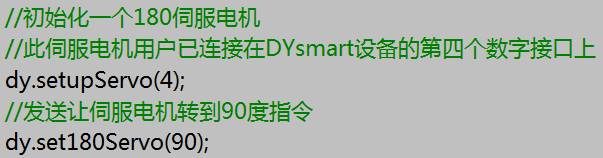 //初始化一个180伺服电机
//此伺服电机用户已连接在DYsmart设备的第四个数字接口上
dy.setupServo(4);
//发送让伺服电机转到90度指令
dy.set180Servo(90);